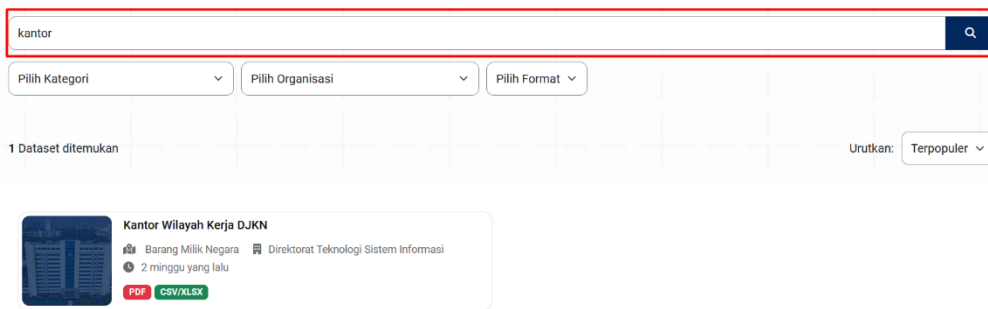 kantor
Pilih Kategori Pilih Organisasi Pilih Format
1 Dataset ditemukan Urutkan: Terpopuler
Kantor Wilayah Kerja DJKN
Barang Milik Negara Direktorat Teknologi Sistem Informasi
2 minggu yang lalu
PDF CSV/XLSX